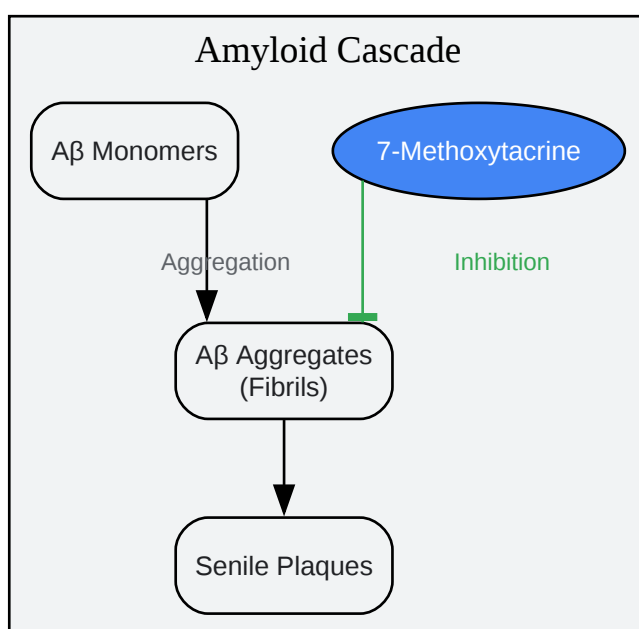 Amyloid Cascade
Aβ Monomers
7-Methoxytacrine
Aggregation
Inhibition
Aβ Aggregates
(Fibrils)
Senile Plaques